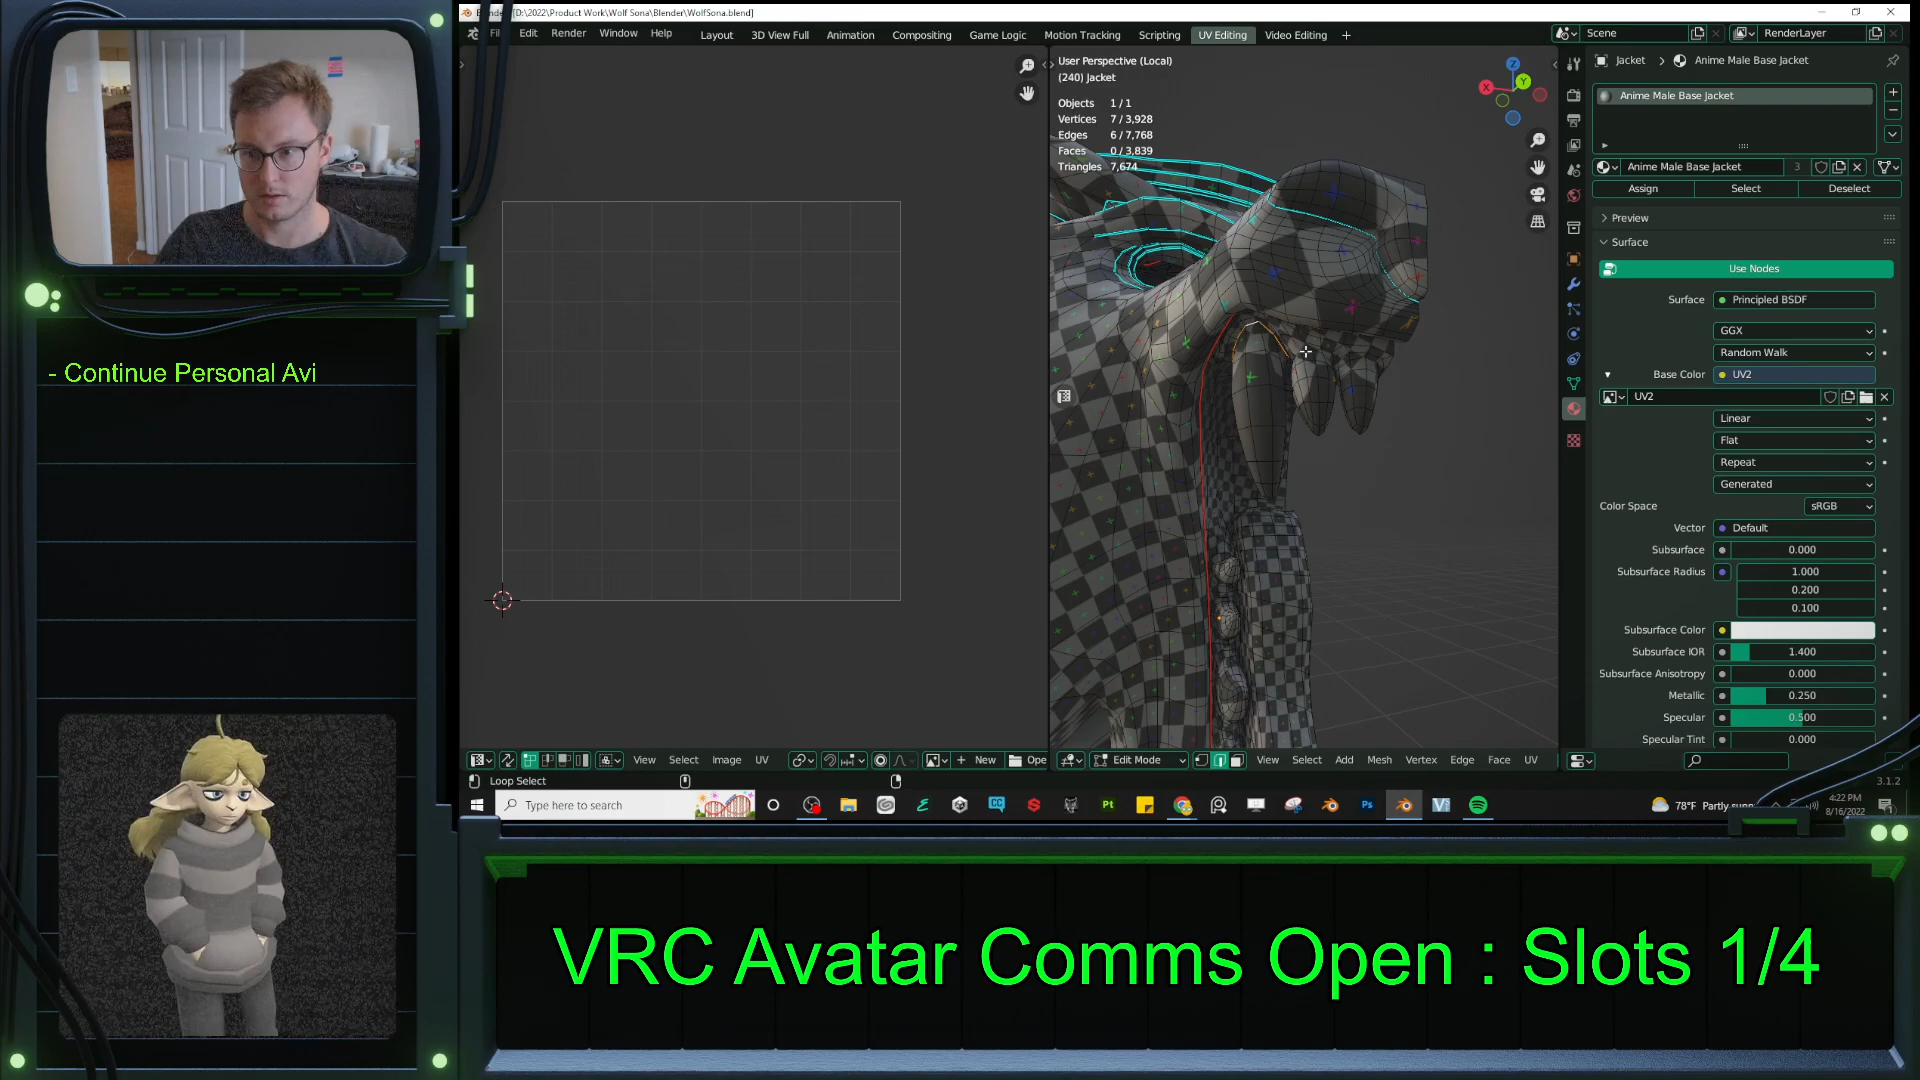 Blender [D:\2022\Product Work\Wolf Sona\Blender\WolfSona.blend]
Edit Render Window Help Layout 3D View Full Animation Compositing Game Logic Motion Tracking Scripting UV Editing Video Editing +
Scene RenderLayer
User Perspective (Local)
(240) Jacket
Objects 1 / 1
Vertices 7 / 3,928
Edges 6 / 7,768
Faces 0 / 3,839
Triangles 7,674
X Y Z
Jacket > Anime Male Base Jacket
Anime Male Base Jacket
Anime Male Base Jacket 3
Assign Select Deselect
Preview
Surface
Use Nodes
Surface Principled BSDF
GGX
Random Walk
Base Color UV2
UV2
Linear
Flat
Repeat
Generated
Color Space sRGB
Vector Default
Subsurface 0.000
Subsurface Radius 1.000
0.200
0.100
Subsurface Color
Subsurface IOR 1.400
Subsurface Anisotropy 0.000
Metallic 0.250
Specular 0.500
Specular Tint 0.000
- Continue Personal Avi
View Select Image UV New Ope
Edit Mode View Select Add Mesh Vertex Edge Face UV
Loop Select
3.1.2
Type here to search
78°F Partly sunn
4:22 PM
8/16/2022
VRC Avatar Comms Open : Slots 1/4